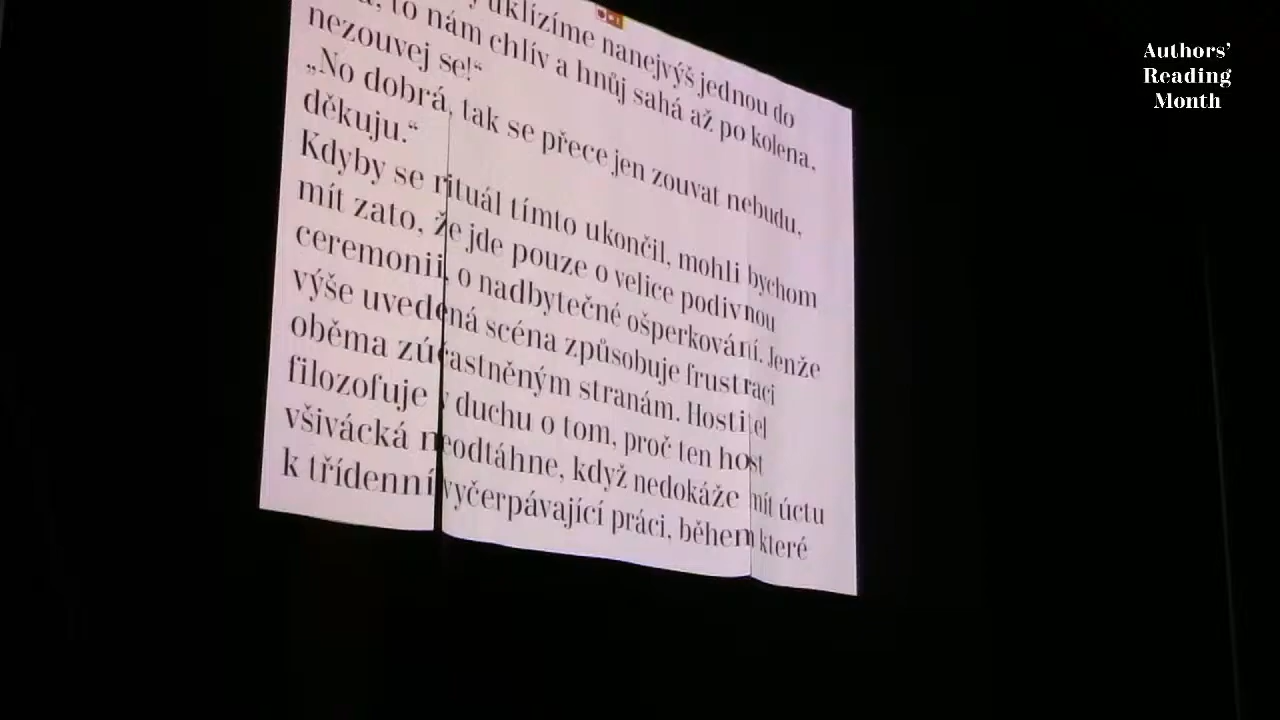 uklízíme nanejvýš jednou do
to nám chlív a hnůj sahá až po kolena,
nezouvej se!“
„No dobrá, tak se přece jen zouvat nebudu,
děkuju.“
Kdyby se rituál tímto ukončil, mohli bychom
mít zato, že jde pouze o velice podivnou
ceremonii, o nadbytečné ošperkování. Jenže
výše uvedená scéna způsobuje frustraci
oběma zúčastněným stranám. Hostitel
filozofuje v duchu o tom, proč ten host
všivácká neodtáhne, když nedokáže mít úctu
k třídenní vyčerpávající práci, během které
Authors’
Reading
Month